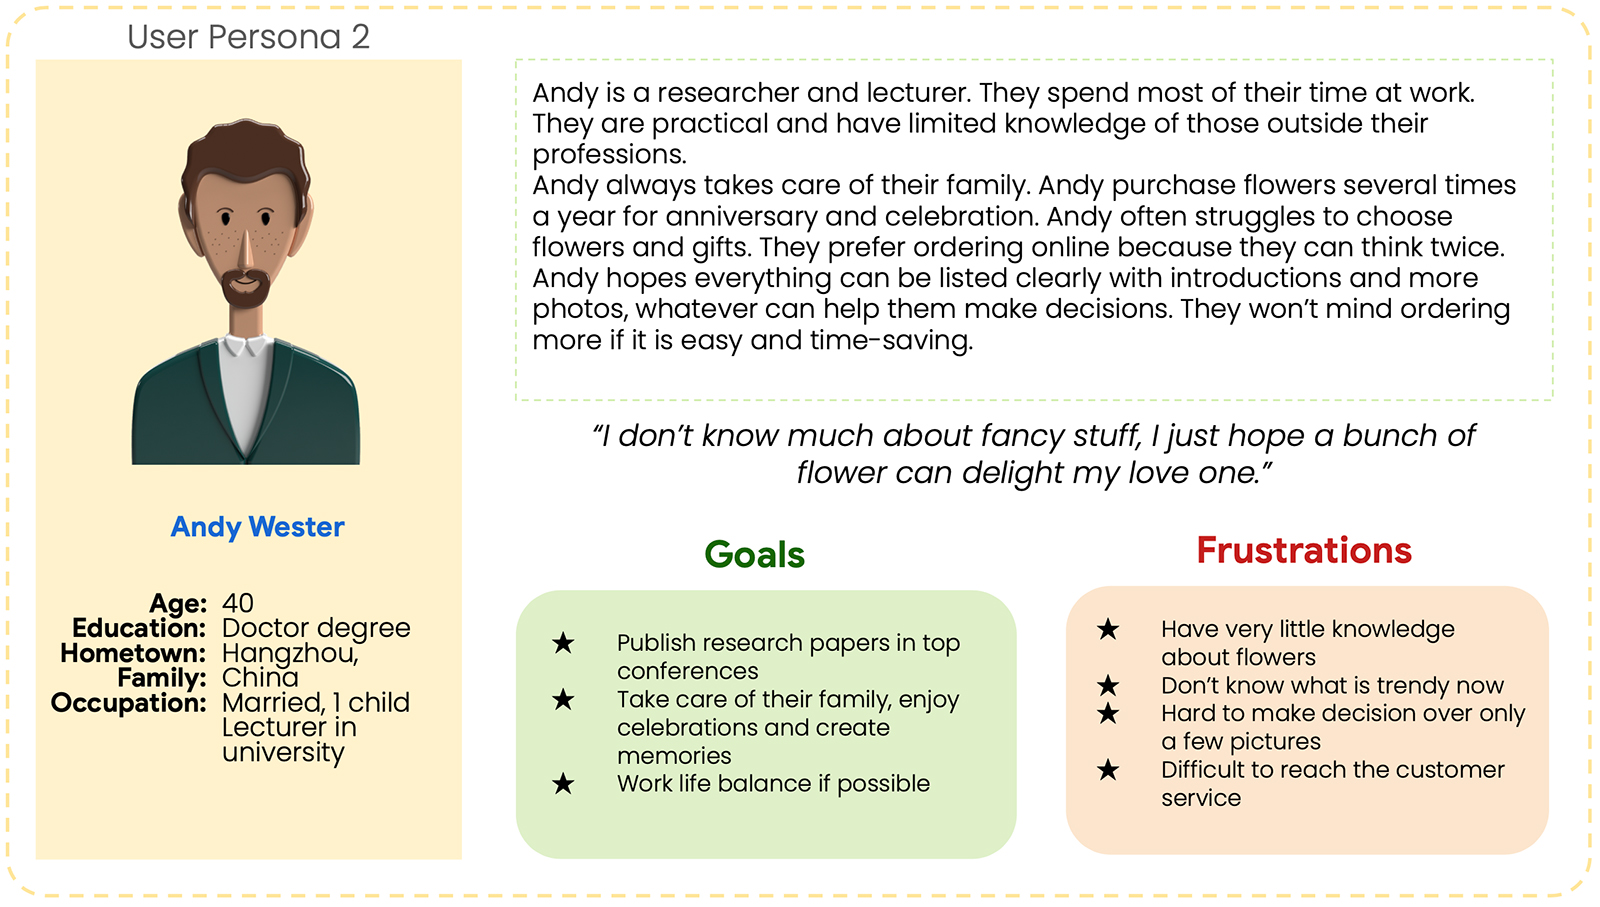 User Persona 2
Andy Wester
Age: 40
Education: Doctor degree
Hometown: Hangzhou,
Family: China
Occupation: Married, 1 child
Lecturer in
university
Andy is a researcher and lecturer. They spend most of their time at work.
They are practical and have limited knowledge of those outside their
professions.
Andy always takes care of their family. Andy purchase flowers several times
a year for anniversary and celebration. Andy often struggles to choose
flowers and gifts. They prefer ordering online because they can think twice.
Andy hopes everything can be listed clearly with introductions and more
photos, whatever can help them make decisions. They won’t mind ordering
more if it is easy and time-saving.
“I don’t know much about fancy stuff, I just hope a bunch of
flower can delight my love one.”
Goals
★ Publish research papers in top
conferences
★ Take care of their family, enjoy
celebrations and create
memories
★ Work life balance if possible
Frustrations
★ Have very little knowledge
about flowers
★ Don’t know what is trendy now
★ Hard to make decision over only
a few pictures
★ Difficult to reach the customer
service